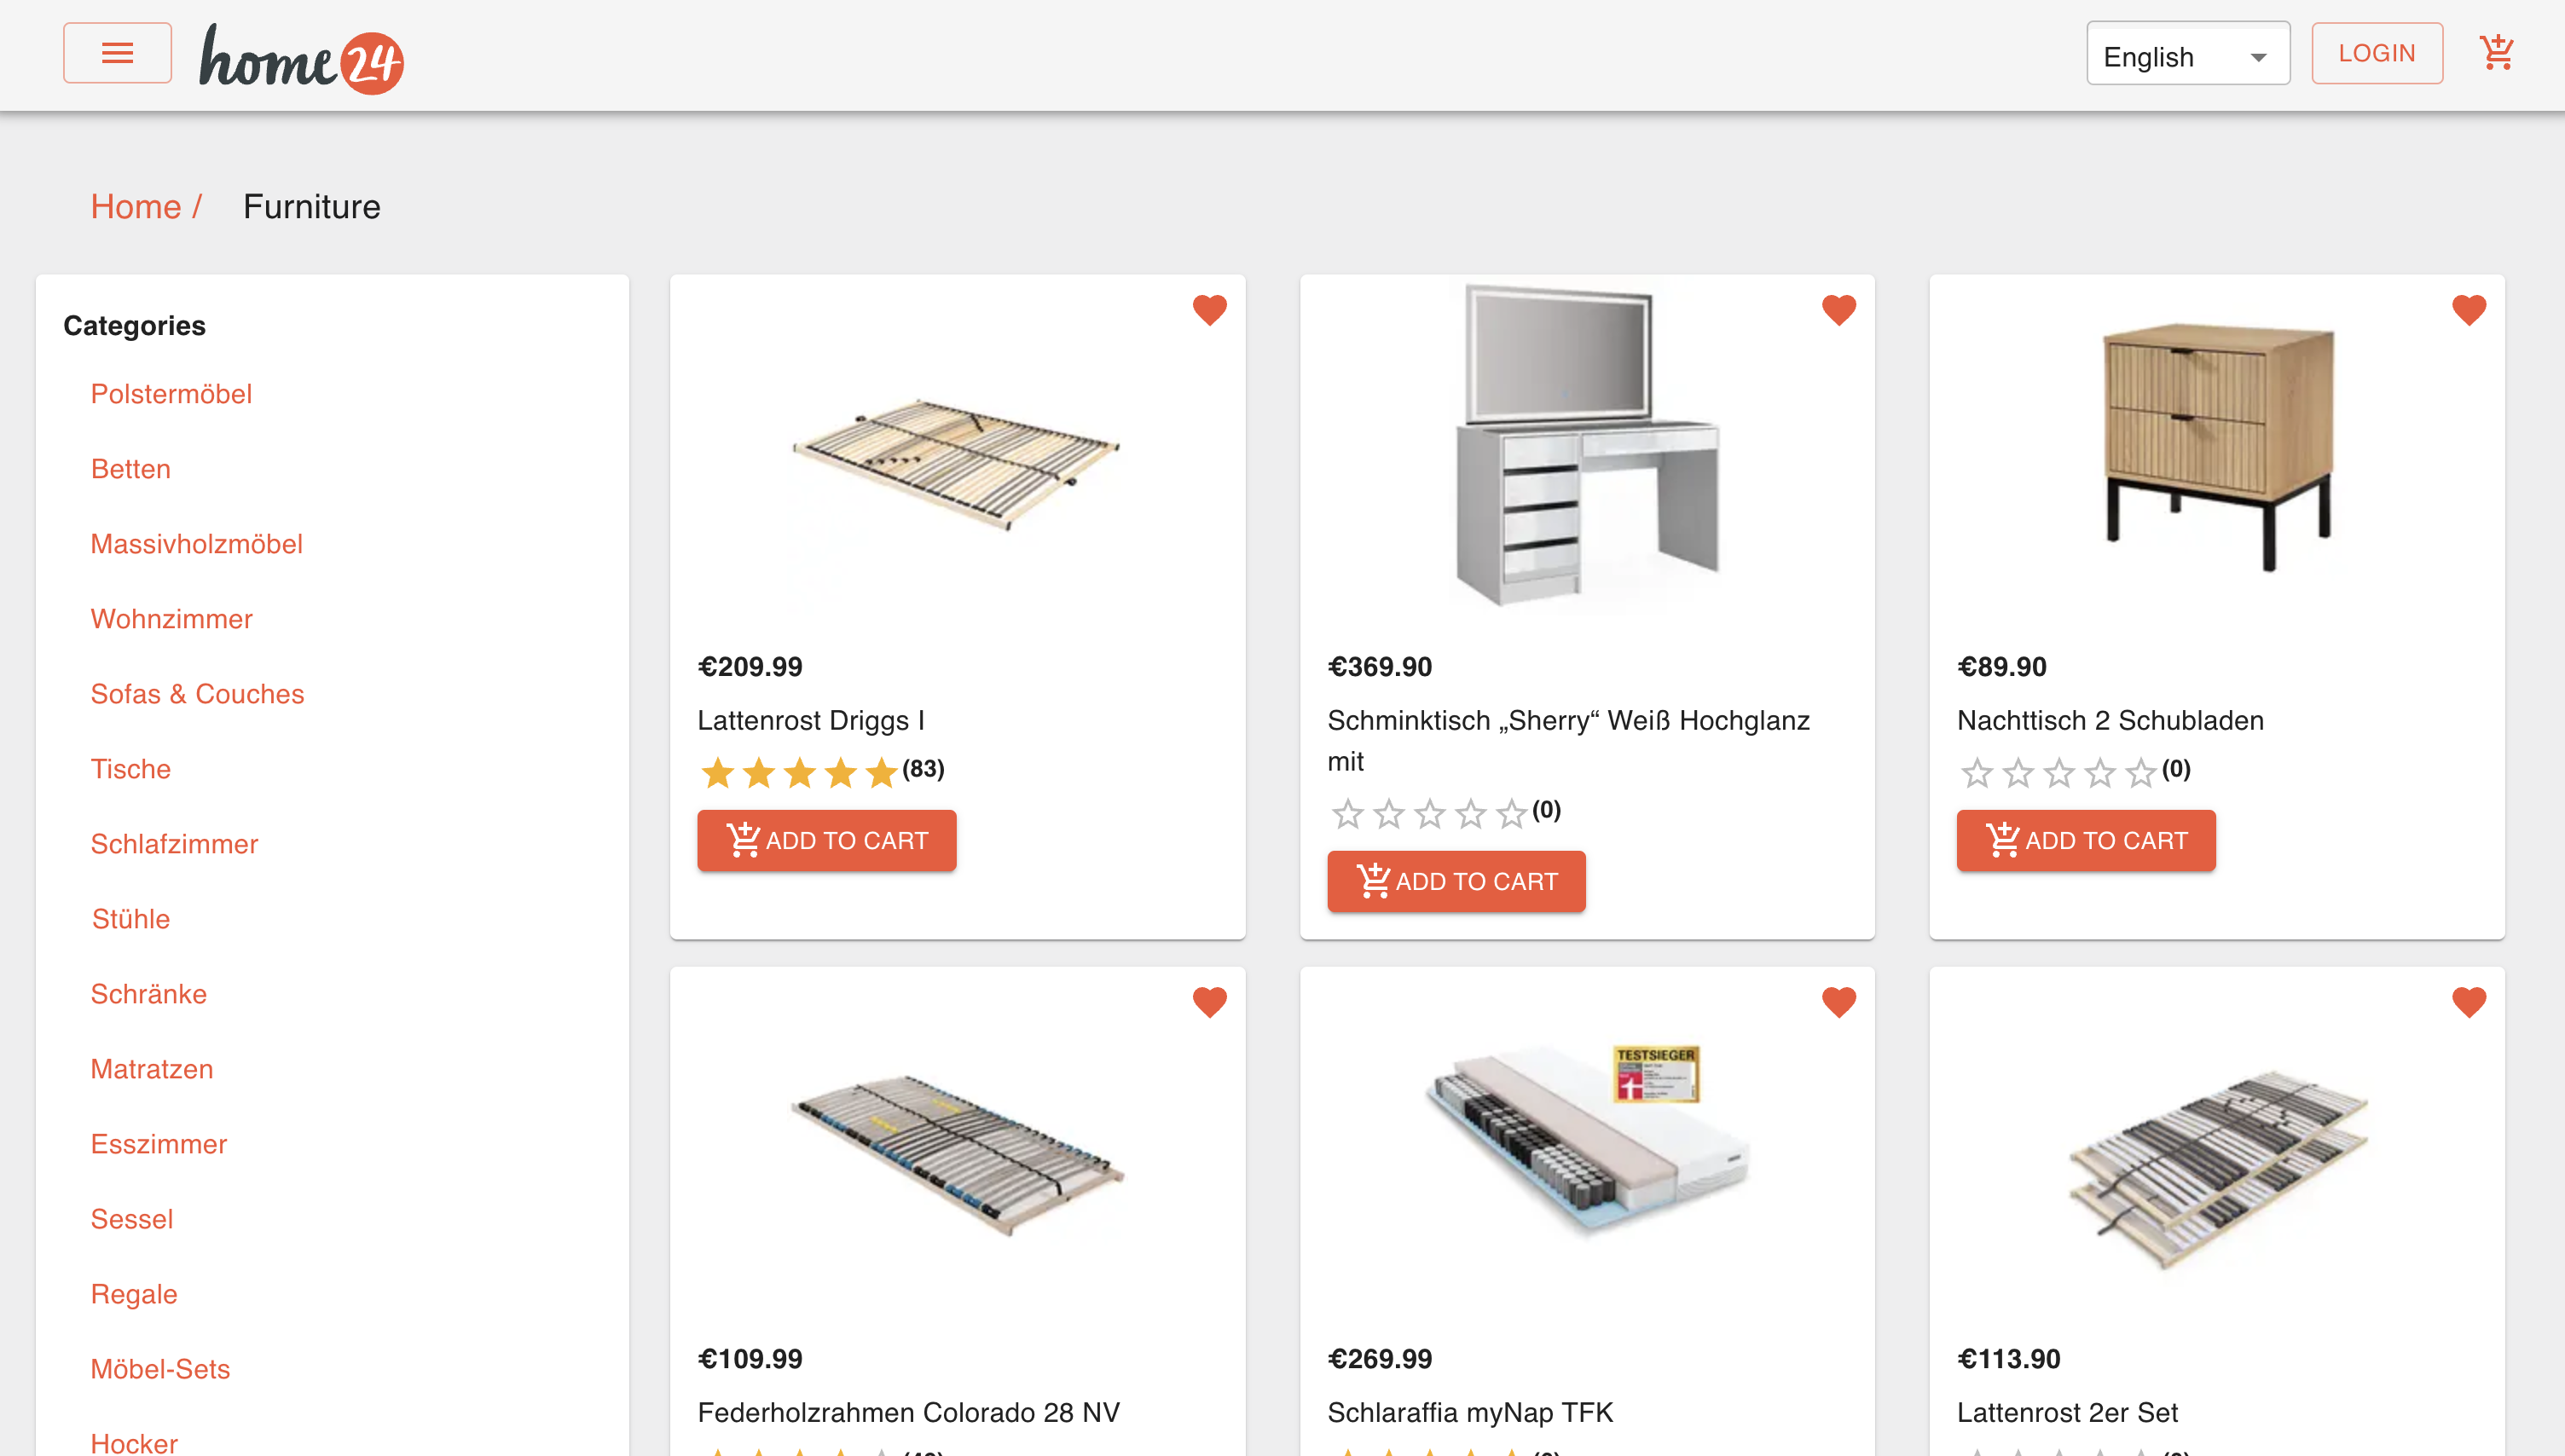 home24
English
LOGIN
Home / Furniture
Categories
Polstermöbel
Betten
Massivholzmöbel
Wohnzimmer
Sofas & Couches
Tische
Schlafzimmer
Stühle
Schränke
Matratzen
Esszimmer
Sessel
Regale
Möbel-Sets
Hocker
€209.99
Lattenrost Driggs I
(83)
ADD TO CART
€369.90
Schminktisch „Sherry“ Weiß Hochglanz
mit
(0)
ADD TO CART
€89.90
Nachttisch 2 Schubladen
(0)
ADD TO CART
€109.99
Federholzrahmen Colorado 28 NV
TESTSIEGER
€269.99
Schlaraffia myNap TFK
€113.90
Lattenrost 2er Set